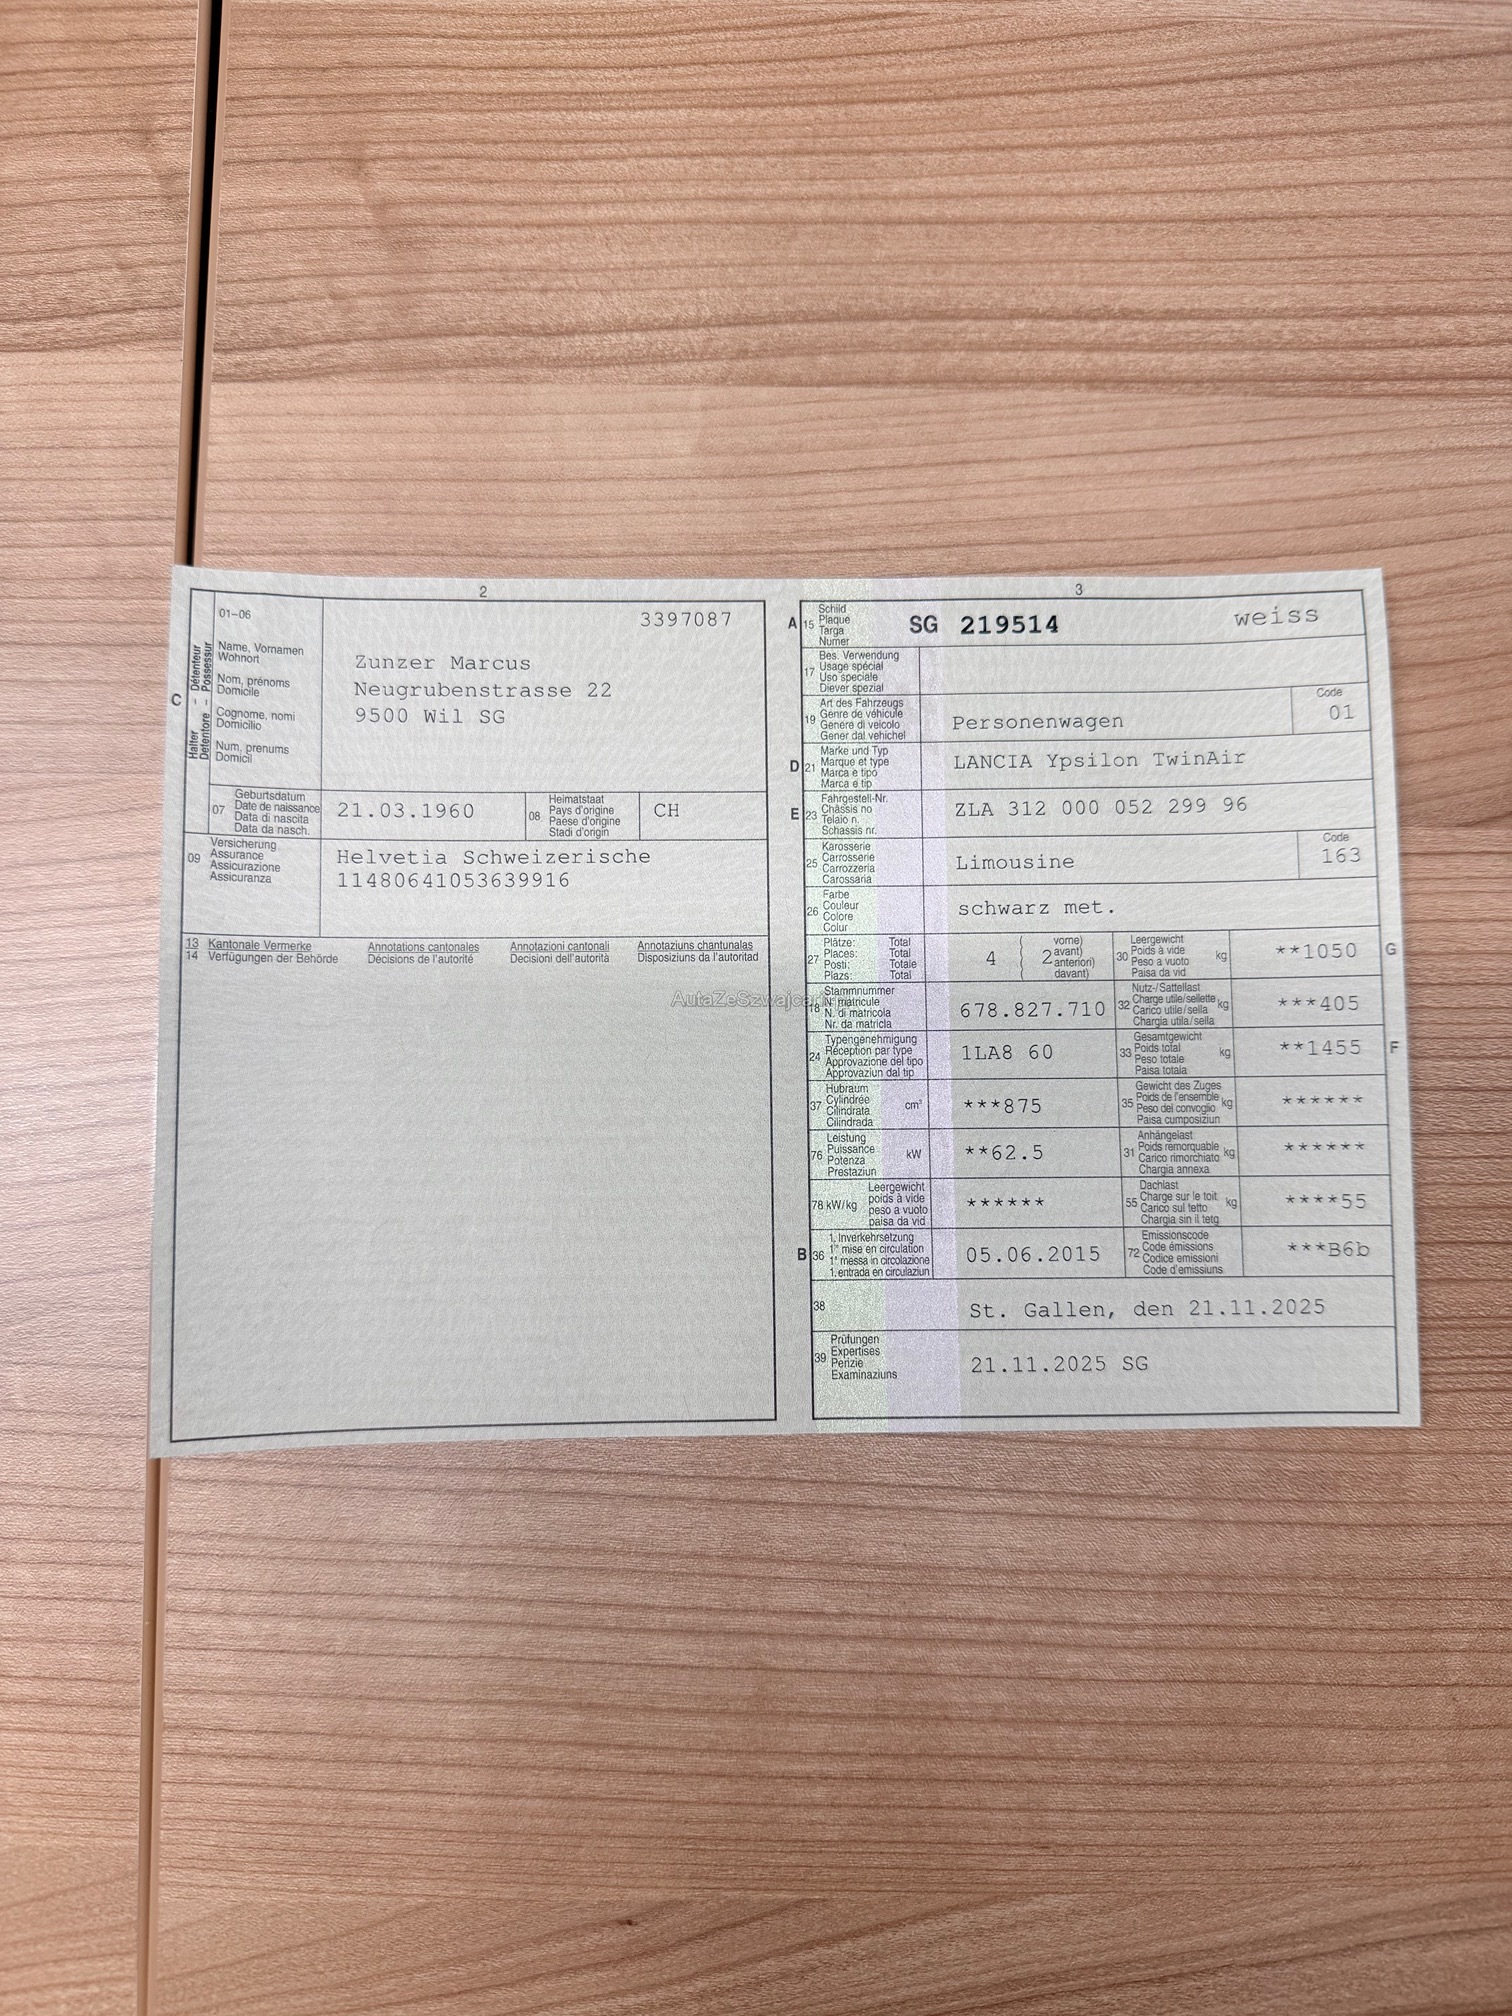 2
01-06
3397087
C
Halter - Détenteur
Detentore - Possessur
Name, Vornamen
Wohnort
Nom, prénoms
Domicile
Cognome, nomi
Domicilio
Num, prenums
Domicil
Zunzer Marcus
Neugrubenstrasse 22
9500 Wil SG
07
Geburtsdatum
Date de naissance
Data di nascita
Data da nasch.
21.03.1960
08
Heimatstaat
Pays d'origine
Paese d'origine
Stadi d'origin
CH
09
Versicherung
Assurance
Assicurazione
Assicuranza
Helvetia Schweizerische
11480641053639916
13
14
Kantonale Vermerke
Verfügungen der Behörde
Annotations cantonales
Décisions de l'autorité
Annotazioni cantonali
Decisioni dell'autorità
Annotaziuns chantunalas
Disposiziuns da l'autoritad
AutaZeSzwajcar
3
A
15
Schild
Plaque
Targa
Numer
SG 219514 weiss
17
Bes. Verwendung
Usage spécial
Uso speciale
Diever spezial
19
Art des Fahrzeugs
Genre de véhicule
Genere di veicolo
Gener dal vehichel
Personenwagen
Code
01
D
21
Marke und Typ
Marque et type
Marca e tipo
Marca e tip
LANCIA Ypsilon TwinAir
E
23
Fahrgestell-Nr.
Châssis no
Telaio n.
Schassis nr.
ZLA 312 000 052 299 96
25
Karosserie
Carrosserie
Carrozzeria
Carossaria
Limousine
Code
163
26
Farbe
Couleur
Colore
Colur
schwarz met.
27
Plätze: Total
Places: Total
Posti: Totale
Plazs: Total
4
( 2
vorne)
avant)
anteriori)
davant)
30
Leergewicht
Poids à vide
Peso a vuoto
Paisa da vid
kg
**1050
G
18
Stammnummer
N° matricule
N. di matricola
Nr. da matricla
678.827.710
32
Nutz-/Sattellast
Charge utile/sellette
Carico utile/sella
Chargia utila/sella
kg
***405
24
Typengenehmigung
Réception par type
Approvazione del tipo
Approvaziun dal tip
1LA8 60
33
Gesamtgewicht
Poids total
Peso totale
Paisa totala
kg
**1455
F
37
Hubraum
Cylindrée
Cilindrata
Cilindrada
cm³
***875
35
Gewicht des Zuges
Poids de l'ensemble
Peso del convoglio
Paisa cumposiziun
kg
******
76
Leistung
Puissance
Potenza
Prestaziun
kW
**62.5
31
Anhängelast
Poids remorquable
Carico rimorchiato
Chargia annexa
kg
******
78 kW/kg
Leergewicht
poids à vide
peso a vuoto
paisa da vid
******
55
Dachlast
Charge sur le toit
Carico sul tetto
Chargia sin il tetg
kg
****55
B
36
1. Inverkehrsetzung
1re mise en circulation
1a messa in circolazione
1. entrada en circulaziun
05.06.2015
72
Emissionscode
Code émissions
Codice emissioni
Code d'emissiuns
***B6b
38
St. Gallen, den 21.11.2025
39
Prüfungen
Expertises
Perizie
Examinaziuns
21.11.2025 SG